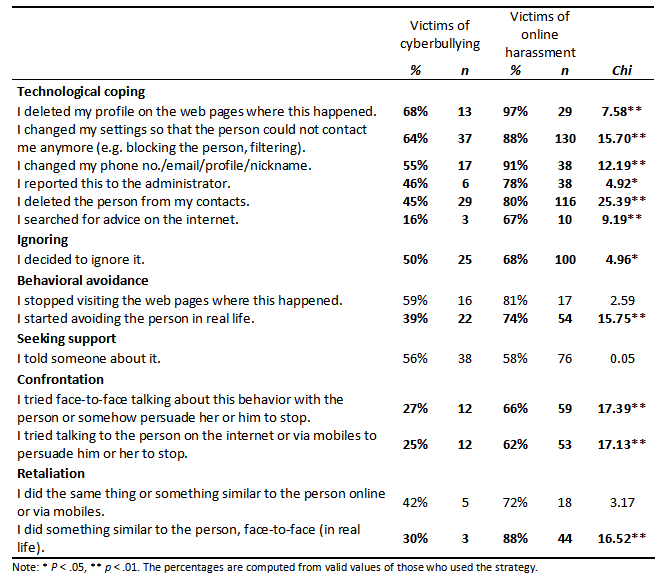 Victims of cyberbullying Victims of online harassment
% n % n Chi
Technological coping
I deleted my profile on the web pages where this happened. 68% 13 97% 29 7.58**
I changed my settings so that the person could not contact
me anymore (e.g. blocking the person, filtering). 64% 37 88% 130 15.70**
I changed my phone no./email/profile/nickname. 55% 17 91% 38 12.19**
I reported this to the administrator. 46% 6 78% 38 4.92*
I deleted the person from my contacts. 45% 29 80% 116 25.39**
I searched for advice on the internet. 16% 3 67% 10 9.19**
Ignoring
I decided to ignore it. 50% 25 68% 100 4.96*
Behavioral avoidance
I stopped visiting the web pages where this happened. 59% 16 81% 17 2.59
I started avoiding the person in real life. 39% 22 74% 54 15.75**
Seeking support
I told someone about it. 56% 38 58% 76 0.05
Confrontation
I tried face-to-face talking about this behavior with the
person or somehow persuade her or him to stop. 27% 12 66% 59 17.39**
I tried talking to the person on the internet or via mobiles to
persuade him or her to stop. 25% 12 62% 53 17.13**
Retaliation
I did the same thing or something similar to the person online
or via mobiles. 42% 5 72% 18 3.17
I did something similar to the person, face-to-face (in real
life). 30% 3 88% 44 16.52**
Note: * P < .05, ** p < .01. The percentages are computed from valid values of those who used the strategy.